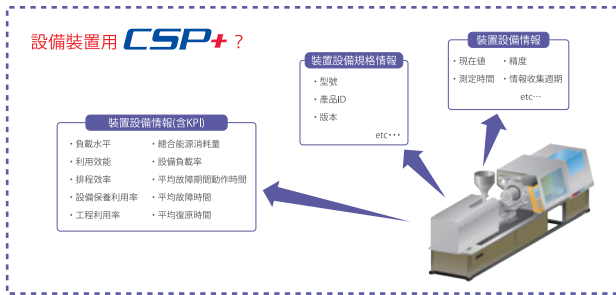 設備裝置用 CSP+ ？
裝置設備情報
・現在値 ・精度
・測定時間 ・情報収集週期
etc…
裝置設備規格情報
・型號
・產品ID
・版本
etc・・・
裝置設備情報(含KPI)
・負載水平 ・總合能源消耗量
・利用效能 ・設備負載率
・排程效率 ・平均故障期間動作時間
・設備保養利用率 ・平均故障時間
・工程利用率 ・平均復原時間